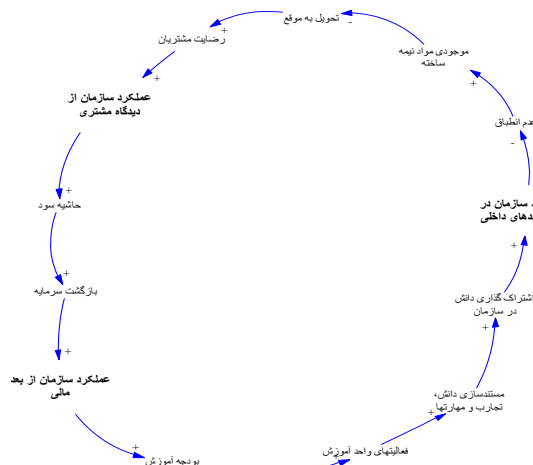 تحویل به موقع
رضایت مشتریان
موجودی مواد نیمه
ساخته
عملکرد سازمان از
دیدگاه مشتری
عدم انطباق
حاشیه سود
سازمان در
دهای داخلی
بازگشت سرمایه
اشتراک گذاری دانش
در سازمان
عملکرد سازمان از بعد
مالی
مستندسازی دانش،
تجارب و مهارتها
فعالیتهای واحد آموزش
بودجه آموزش